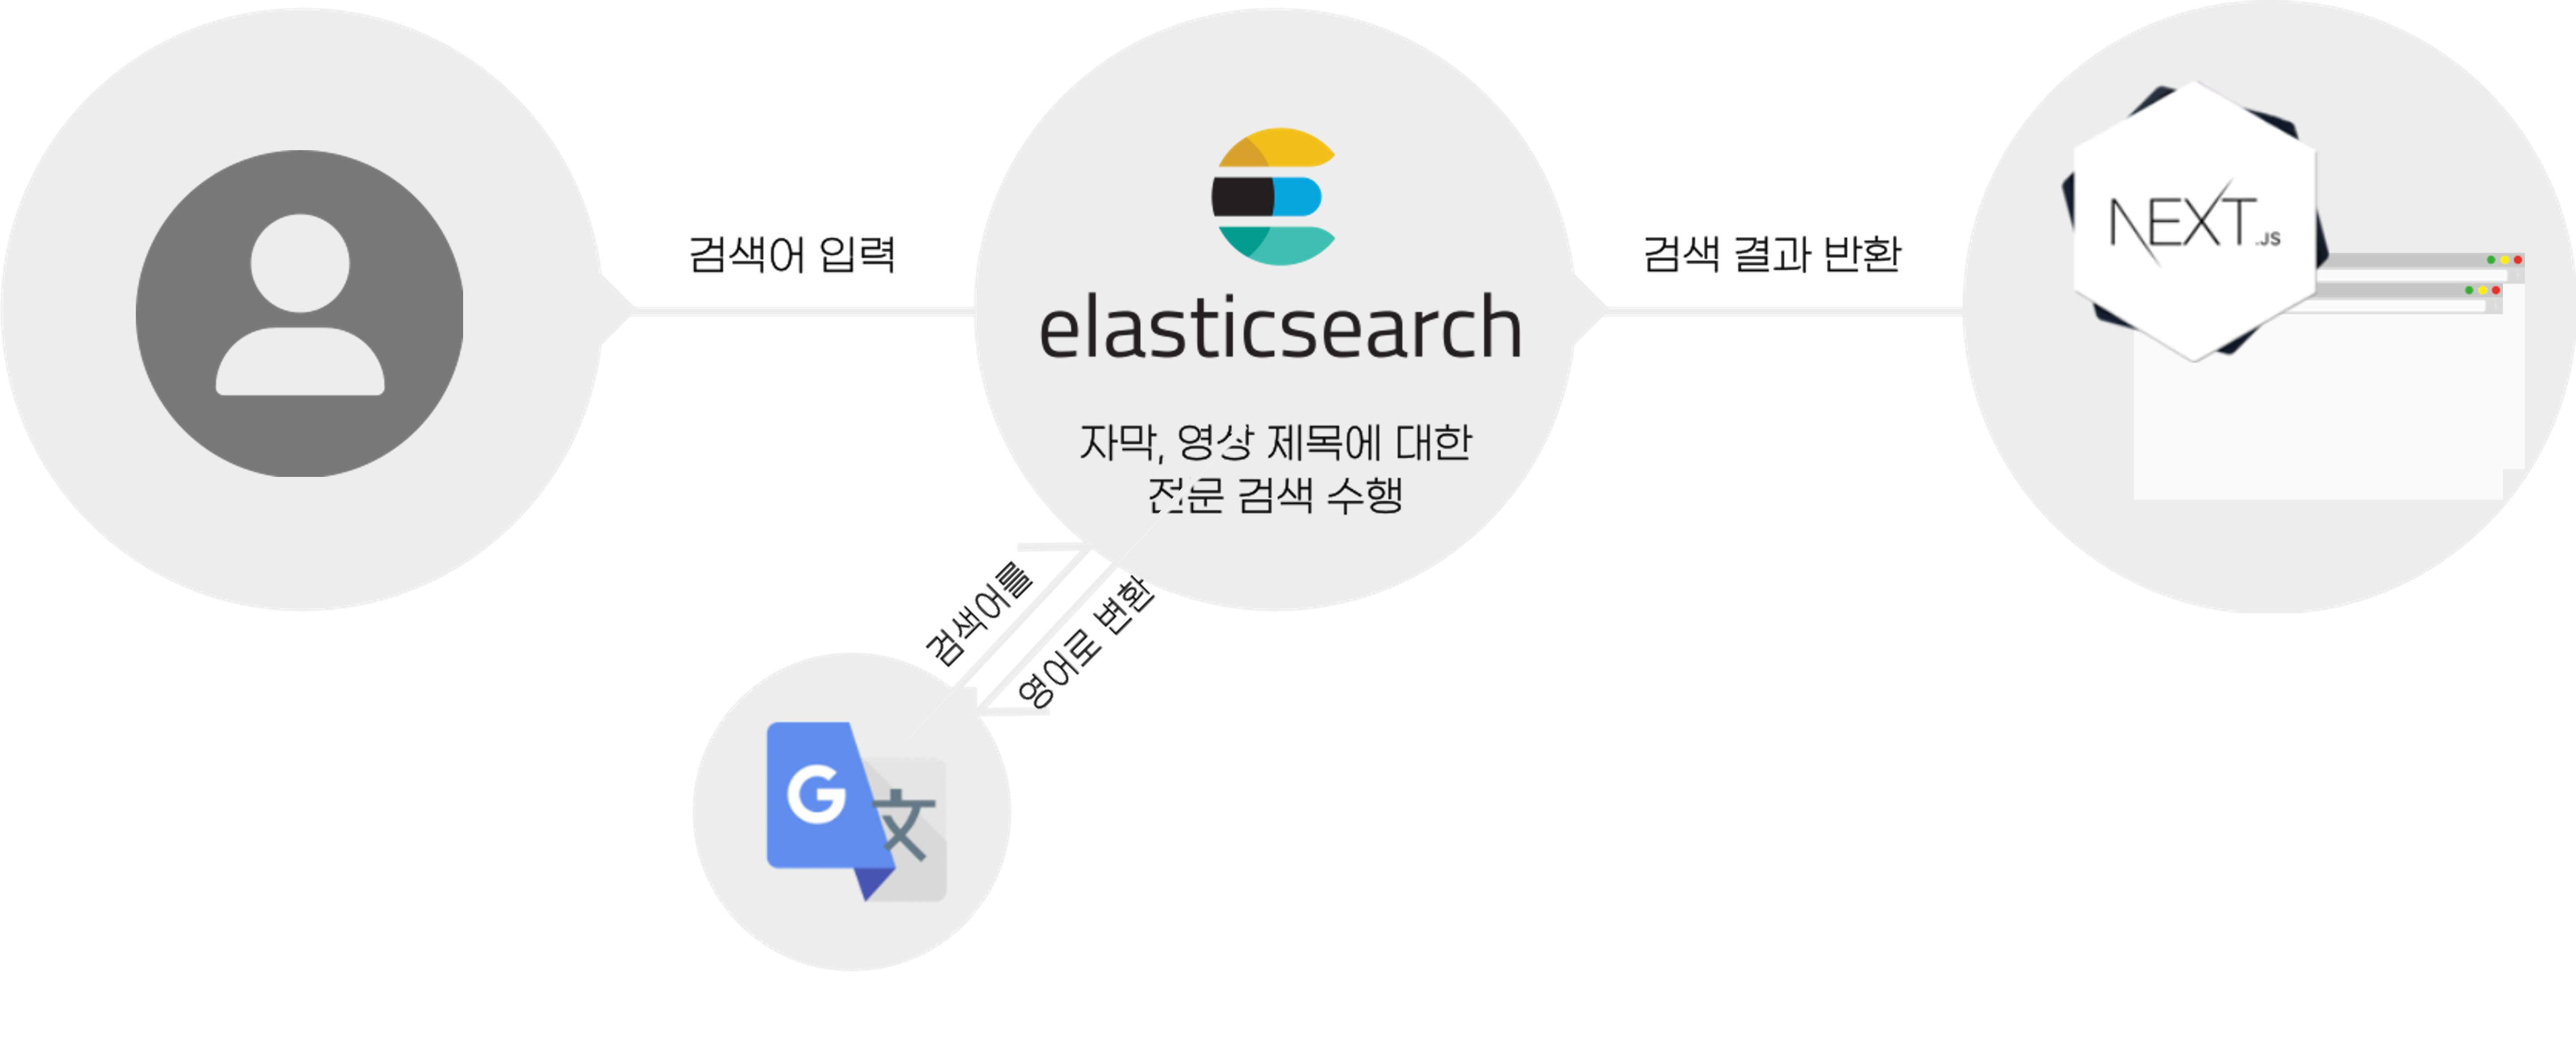 검색어 입력
elasticsearch
자막, 영상 제목에 대한
전문 검색 수행
검색 결과 반환
NEXT.JS
검색어를
영어로 변환
G 文